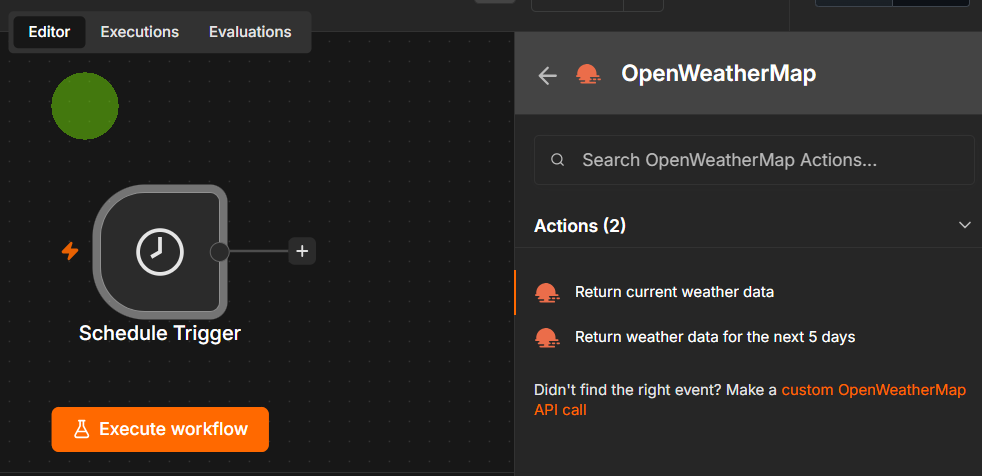 Editor
Executions
Evaluations
Schedule Trigger
Execute workflow
OpenWeatherMap
Search OpenWeatherMap Actions...
Actions (2)
Return current weather data
Return weather data for the next 5 days
Didn't find the right event? Make a custom OpenWeatherMap
API call